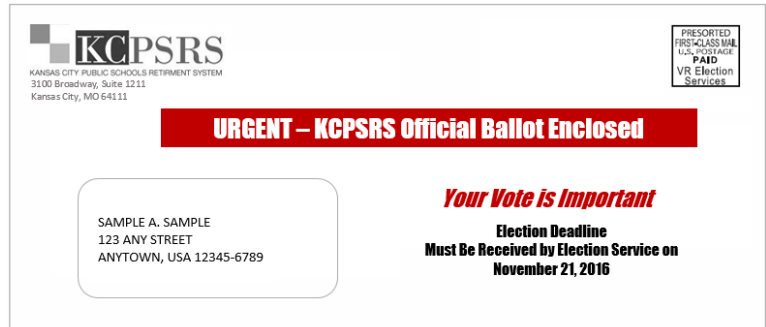 KCPSRS
KANSAS CITY PUBLIC SCHOOLS RETIRMENT SYSTEM
3100 Broadway, Suite 1211
Kansas City, MO 64111
PRESORTED
FIRST-CLASS MAIL
U.S. POSTAGE
PAID
VR Election
Services
URGENT – KCPSRS Official Ballot Enclosed
SAMPLE A. SAMPLE
123 ANY STREET
ANYTOWN, USA 12345-6789
Your Vote is Important
Election Deadline
Must Be Received by Election Service on
November 21, 2016